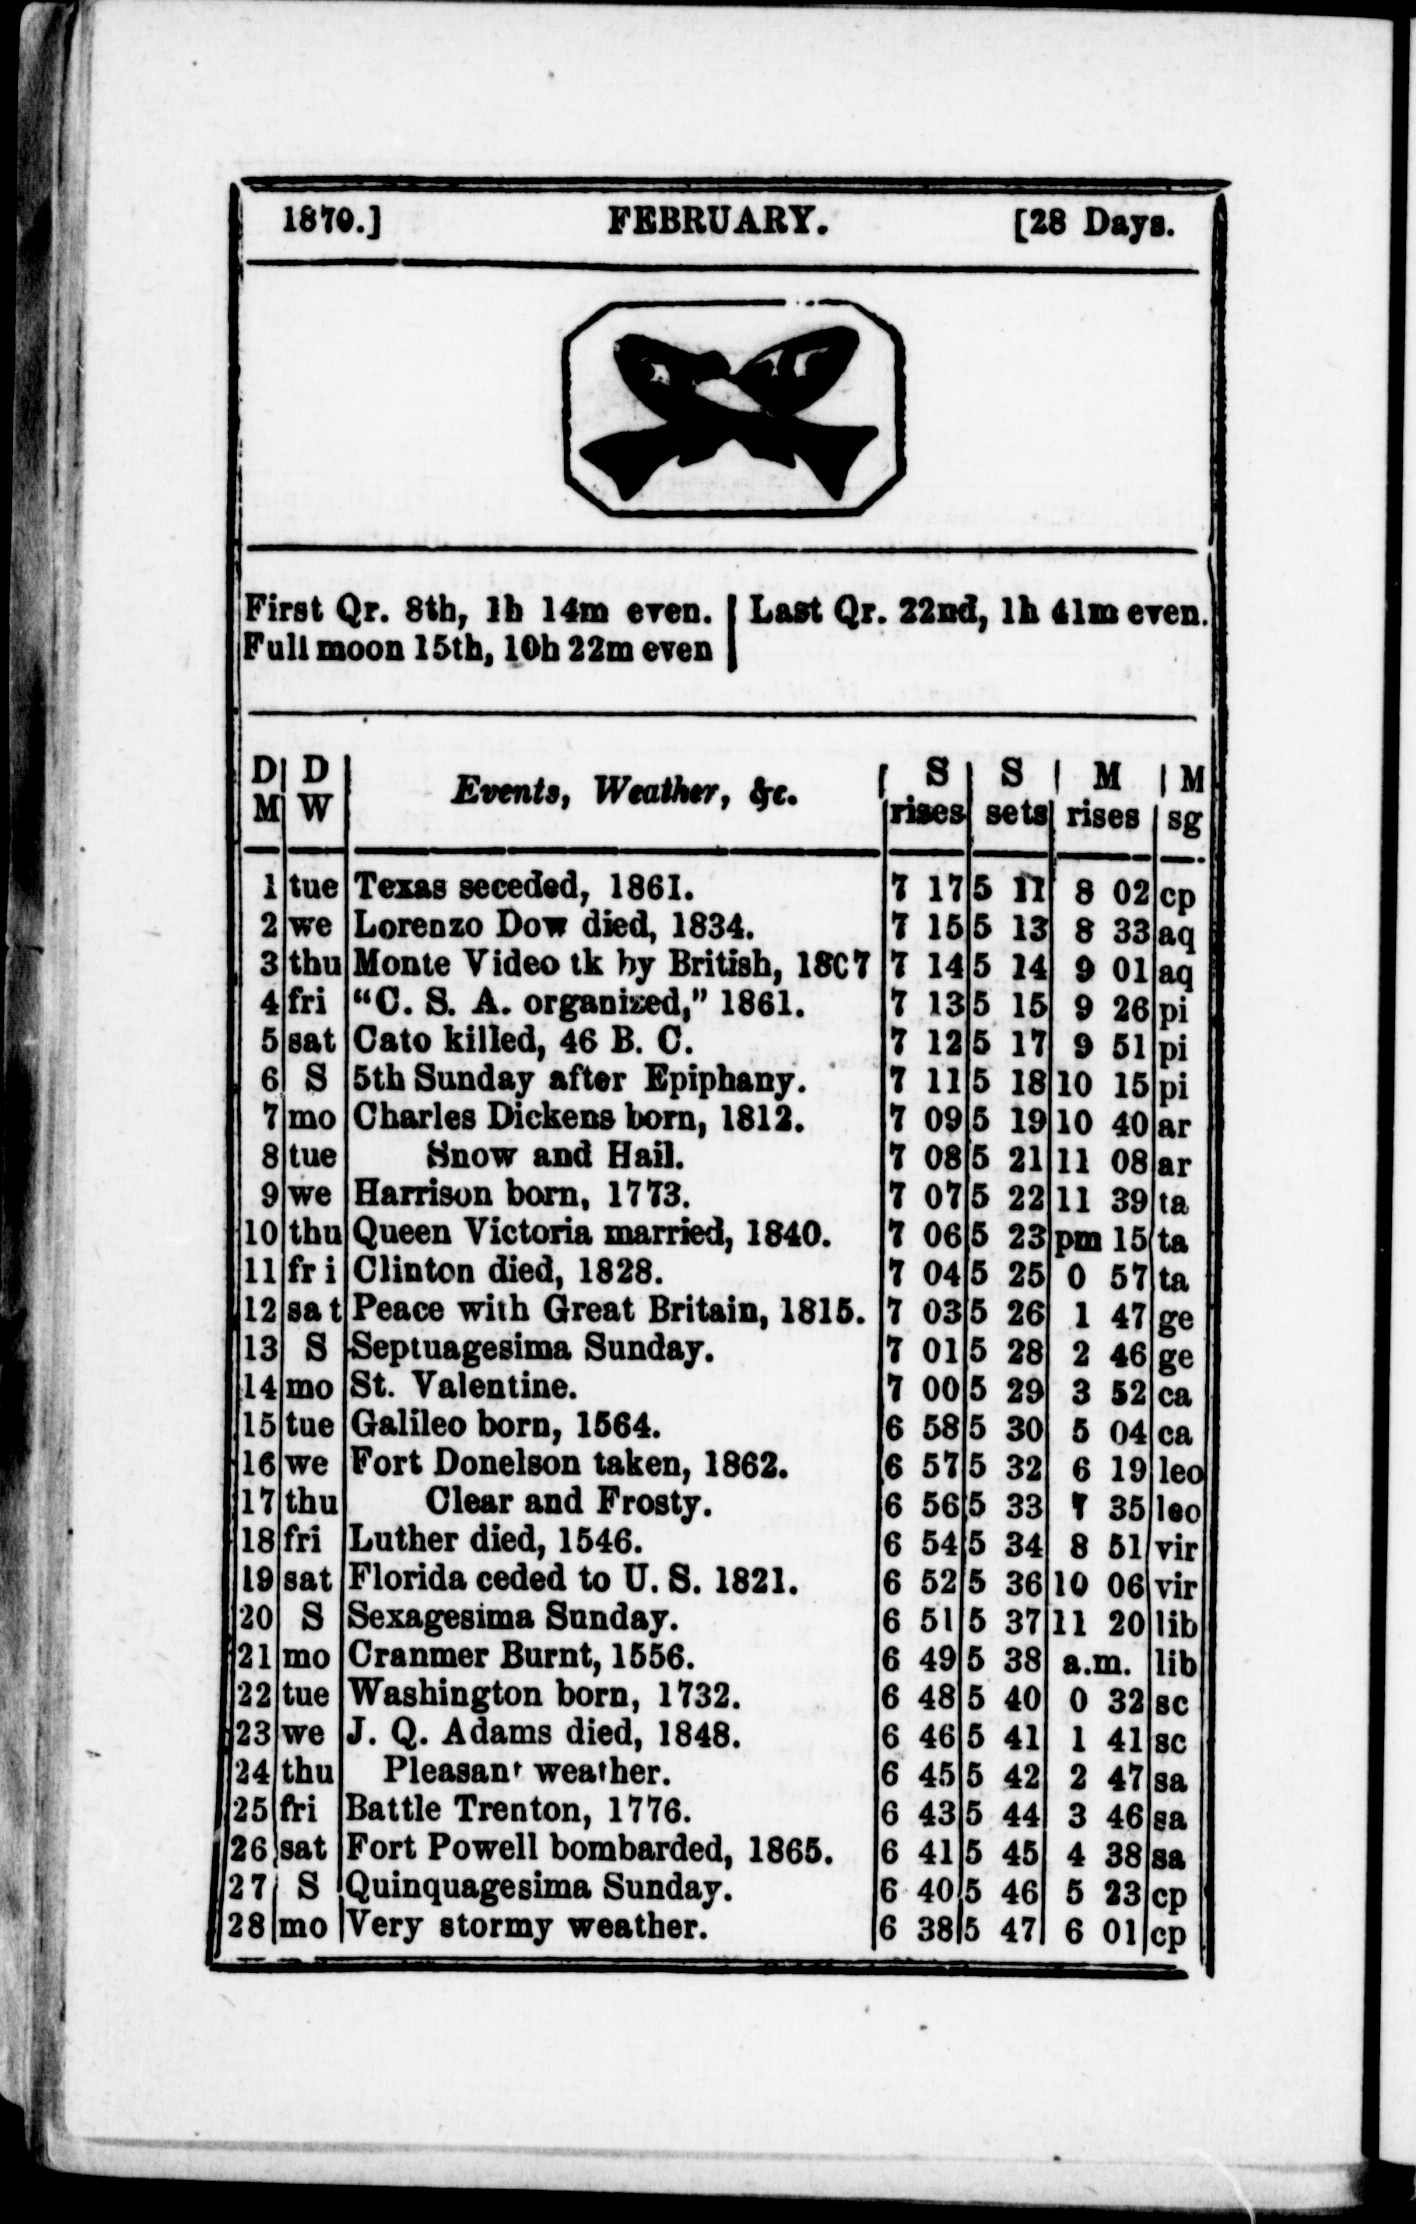 1870.] FEBRUARY. [28 Days.
First Qr. 8th, 1h 14m even. | Last Qr. 22nd, 1h 41m even.
Full moon 15th, 10h 22m even
D M | D W | Events, Weather, &c. | S rises | S sets | M rises | M sg
1 tue Texas seceded, 1861. 7 17 5 11 8 02 cp
2 we Lorenzo Dow died, 1834. 7 15 5 13 8 33 aq
3 thu Monte Video tk by British, 1807 7 14 5 14 9 01 aq
4 fri “C. S. A. organized,” 1861. 7 13 5 15 9 26 pi
5 sat Cato killed, 46 B. C. 7 12 5 17 9 51 pi
6 S 5th Sunday after Epiphany. 7 11 5 18 10 15 pi
7 mo Charles Dickens born, 1812. 7 09 5 19 10 40 ar
8 tue Snow and Hail. 7 08 5 21 11 08 ar
9 we Harrison born, 1773. 7 07 5 22 11 39 ta
10 thu Queen Victoria married, 1840. 7 06 5 23 pm 15 ta
11 fri Clinton died, 1828. 7 04 5 25 0 57 ta
12 sat Peace with Great Britain, 1815. 7 03 5 26 1 47 ge
13 S Septuagesima Sunday. 7 01 5 28 2 46 ge
14 mo St. Valentine. 7 00 5 29 3 52 ca
15 tue Galileo born, 1564. 6 58 5 30 5 04 ca
16 we Fort Donelson taken, 1862. 6 57 5 32 6 19 leo
17 thu Clear and Frosty. 6 56 5 33 7 35 leo
18 fri Luther died, 1546. 6 54 5 34 8 51 vir
19 sat Florida ceded to U. S. 1821. 6 52 5 36 10 06 vir
20 S Sexagesima Sunday. 6 51 5 37 11 20 lib
21 mo Cranmer Burnt, 1556. 6 49 5 38 a.m. lib
22 tue Washington born, 1732. 6 48 5 40 0 32 sc
23 we J. Q. Adams died, 1848. 6 46 5 41 1 41 sc
24 thu Pleasant weather. 6 45 5 42 2 47 sa
25 fri Battle Trenton, 1776. 6 43 5 44 3 46 sa
26 sat Fort Powell bombarded, 1865. 6 41 5 45 4 38 sa
27 S Quinquagesima Sunday. 6 40 5 46 5 23 cp
28 mo Very stormy weather. 6 38 5 47 6 01 cp